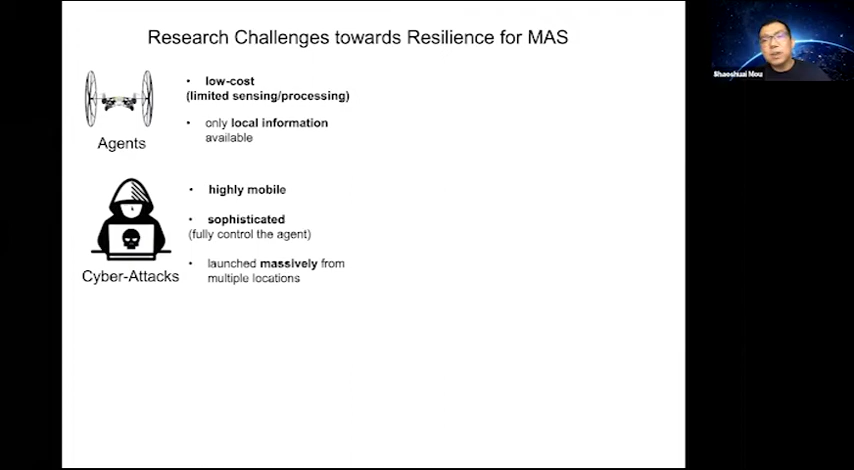 Research Challenges towards Resilience for MAS
• low-cost
(limited sensing/processing)
• only local information
available
Agents
• highly mobile
• sophisticated
(fully control the agent)
• launched massively from
multiple locations
Cyber-Attacks
Shaoshuai Mou